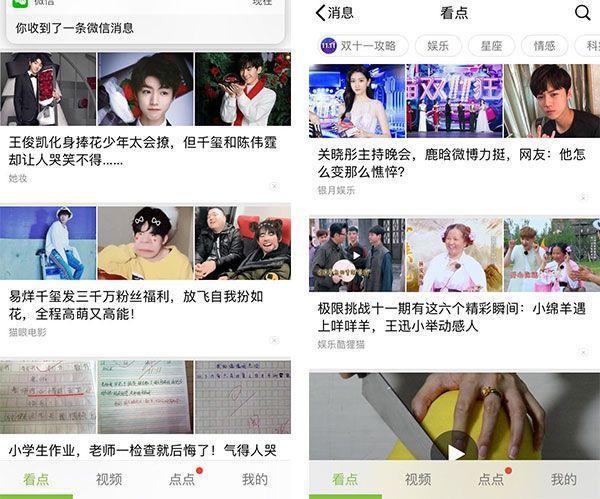 微信
现在
你收到了一条微信消息
王俊凯化身捧花少年太会撩，但千玺和陈伟霆
却让人哭笑不得……
她妆
易烊千玺发三千万粉丝福利，放飞自我扮如
花，全程高萌又高能！
猫眼电影
小学生作业，老师一检查就后悔了！气得人哭
看点
视频
点点
我的
消息
看点
11.11
双十一攻略
娱乐
星座
情感
科
关晓彤主持晚会，鹿晗微博力挺，网友：他怎
么变那么憔悴？
银月娱乐
极限挑战十一期有这六个精彩瞬间：小绵羊遇
上咩咩羊，王迅小举动感人
娱乐酷狸猫
看点
视频
点点
我的